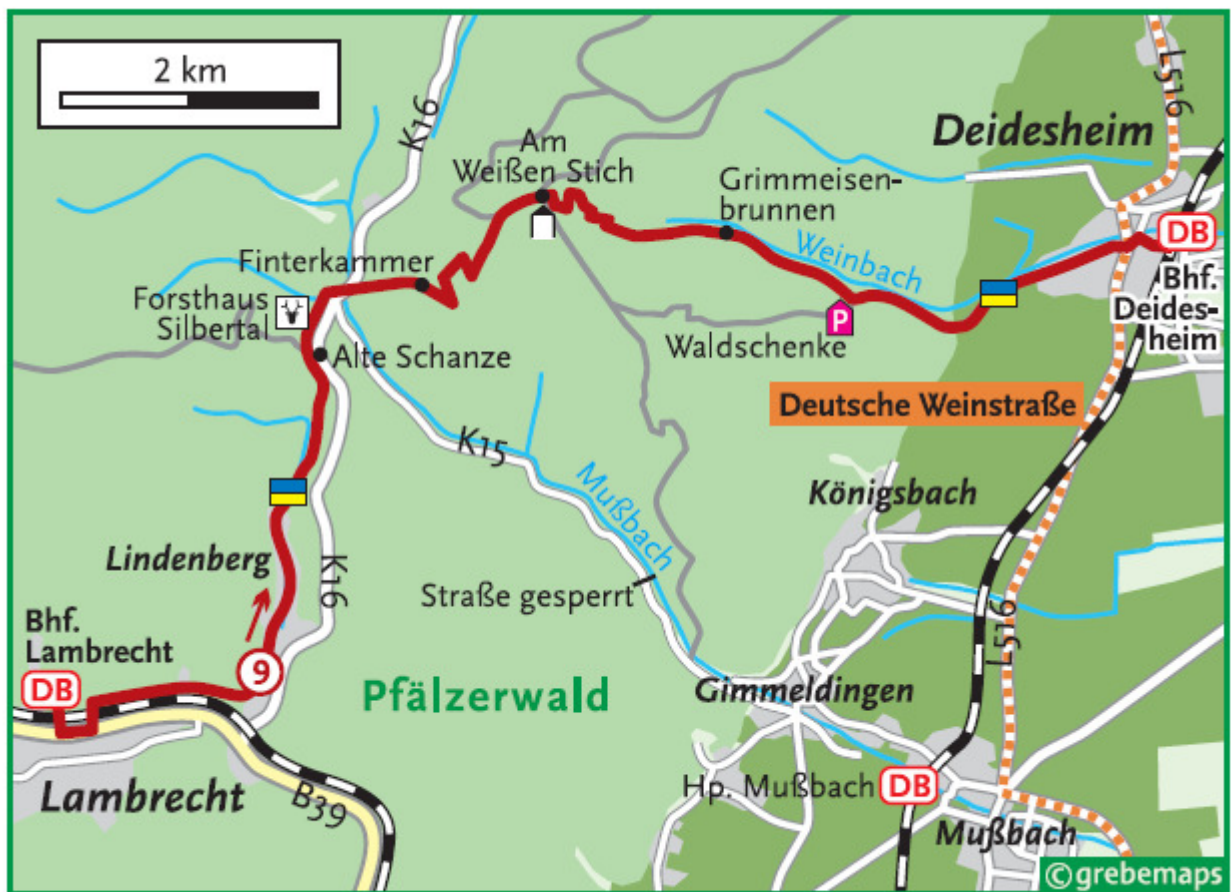 2 km
K16
L516
Deidesheim
Am
Weißen Stich
Grimmeisen-
brunnen
DB
Weinbach
Bhf.
Deides-
heim
Finterkammer
Forsthaus
Silbertal
P
Waldschenke
Alte Schanze
Deutsche Weinstraße
K15
Königsbach
Mußbach
Lindenberg
K16
Straße gesperrt
L516
Bhf.
Lambrecht
DB
9
Pfälzerwald
Gimmeldingen
Lambrecht
B39
Hp. Mußbach
DB
Mußbach
© grebemaps